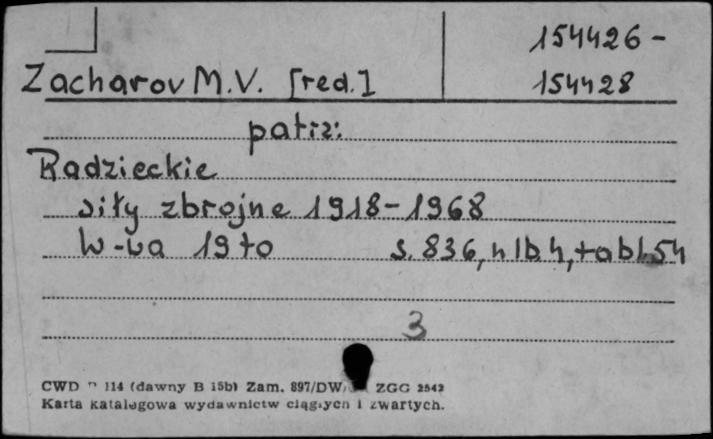 154426-
Zacharov M.V. [red.] 154428
patrz:
Radzieckie
siły zbrojne 1918-1968
W-wa 1970 s. 836, nlb 4, tabl. 54
3
CWD 114 (dawny B 15b) Zam. 897/DW ZGG 2542
Karta katalogowa wydawnictw ciągłych i zwartych.